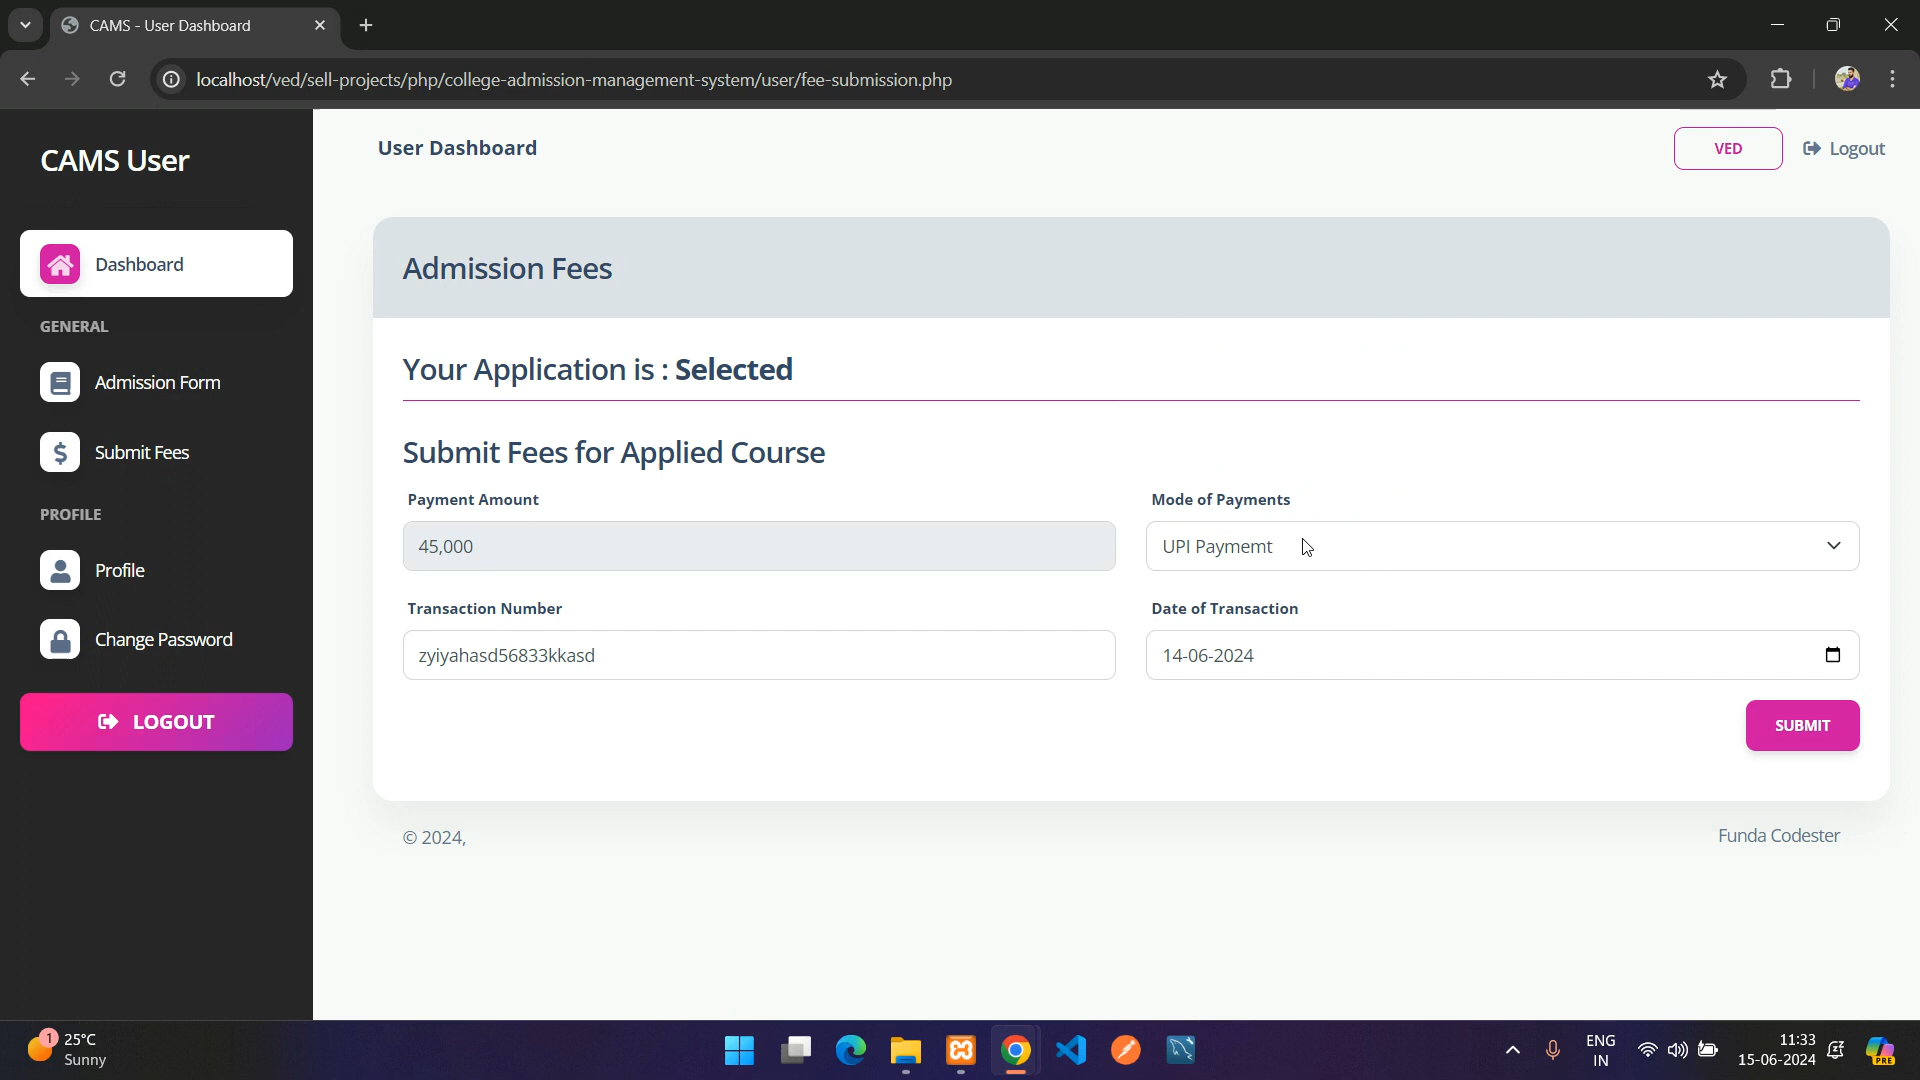 CAMS - User Dashboard
localhost/ved/sell-projects/php/college-admission-management-system/user/fee-submission.php
CAMS User
User Dashboard
VED
Logout
Dashboard
GENERAL
Admission Form
Submit Fees
PROFILE
Profile
Change Password
LOGOUT
Admission Fees
Your Application is : Selected
Submit Fees for Applied Course
Payment Amount
Mode of Payments
45,000
UPI Paymemt
Transaction Number
Date of Transaction
zyiyahasd56833kkasd
14-06-2024
SUBMIT
© 2024,
Funda Codester
1
25°C
Sunny
ENG
IN
11:33
15-06-2024
PRE